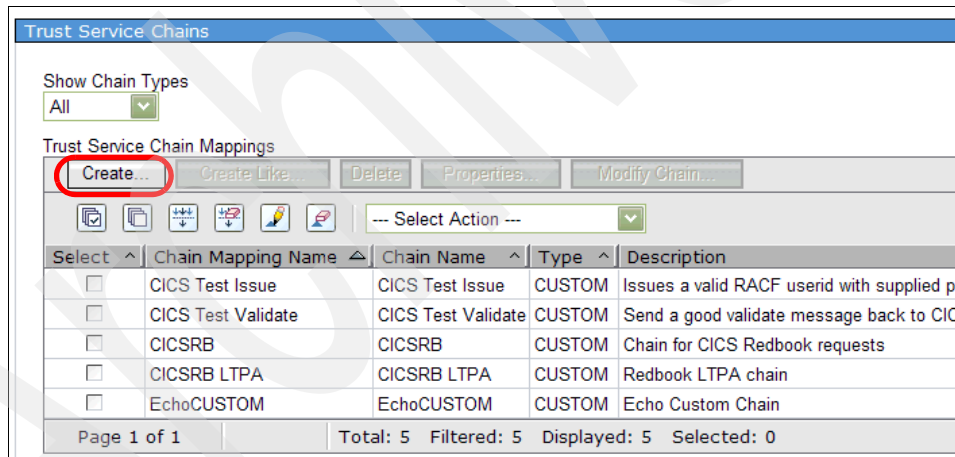 Trust Service Chains
Show Chain Types
All
Trust Service Chain Mappings
Create... Create Like... Delete Properties... Modify Chain...
--- Select Action ---
Select Chain Mapping Name Chain Name Type Description
CICS Test Issue CICS Test Issue CUSTOM Issues a valid RACF userid with supplied p
CICS Test Validate CICS Test Validate CUSTOM Send a good validate message back to CIC
CICSRB CICSRB CUSTOM Chain for CICS Redbook requests
CICSRB LTPA CICSRB LTPA CUSTOM Redbook LTPA chain
EchoCUSTOM EchoCUSTOM CUSTOM Echo Custom Chain
Page 1 of 1 Total: 5 Filtered: 5 Displayed: 5 Selected: 0